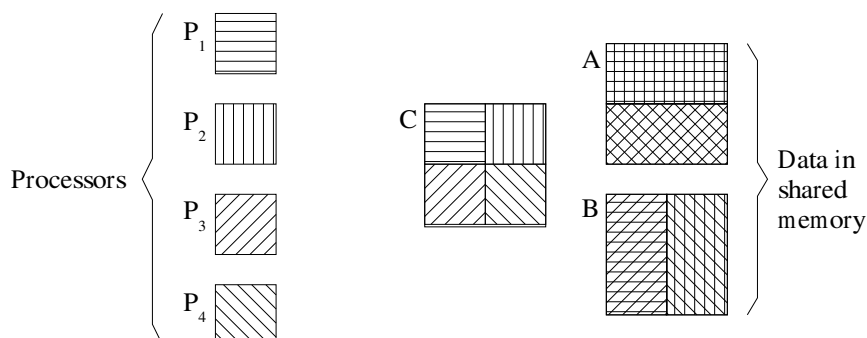 Processors
P1
P2
P3
P4
C
A
B
Data in
shared
memory